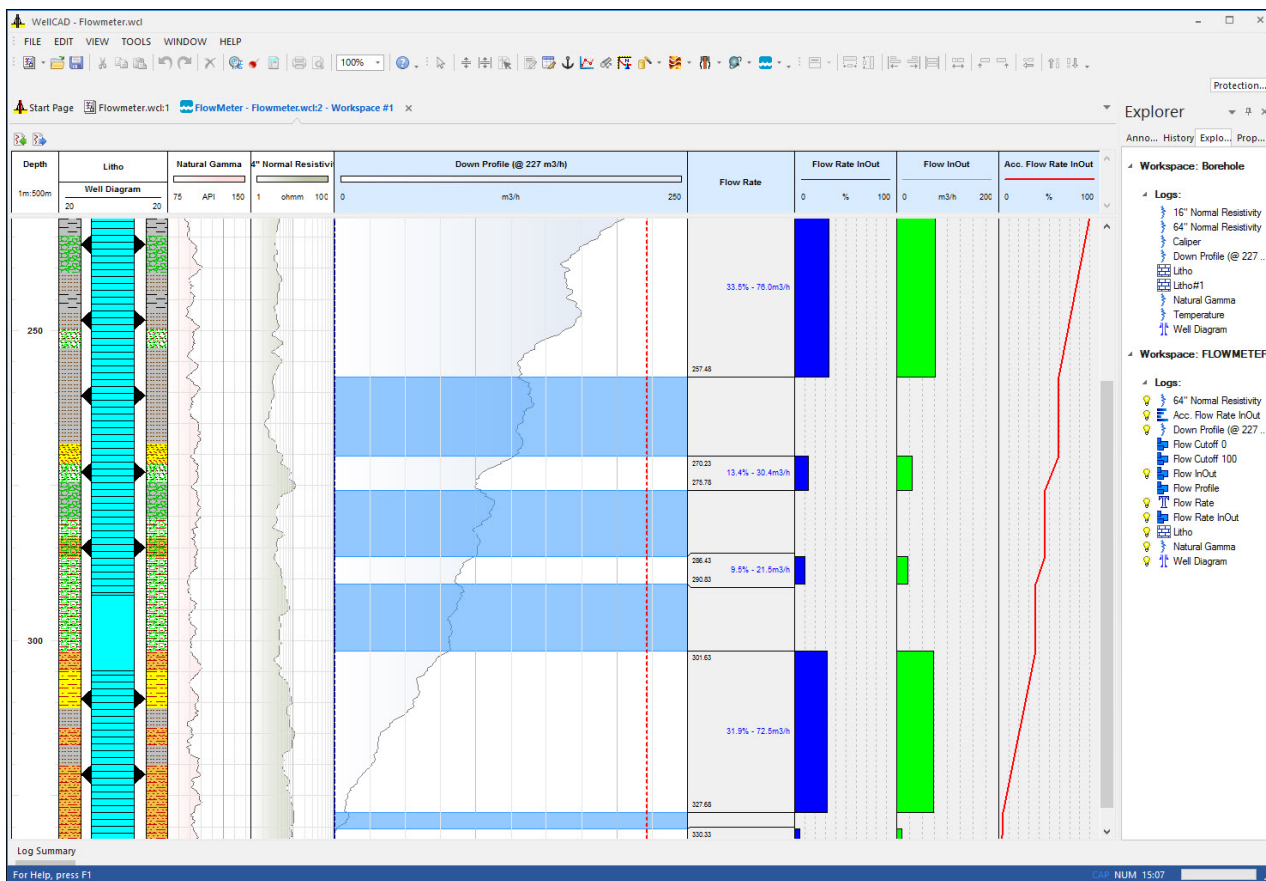 WellCAD - Flowmeter.wcl
FILE EDIT VIEW TOOLS WINDOW HELP
100%
Protection...
Start Page Flowmeter.wcl:1 FlowMeter - Flowmeter.wcl:2 - Workspace #1
Explorer
Anno... History Explo... Prop...
Depth
1m:500m
Litho
Well Diagram
20 20
Natural Gamma
75 API 150
4" Normal Resistivi
1 ohmm 100
Down Profile (@ 227 m3/h)
0 m3/h 250
Flow Rate
Flow Rate InOut
0 % 100
Flow InOut
0 m3/h 200
Acc. Flow Rate InOut
0 % 100
250
300
33.5% - 76.0m3/h
257.48
270.23
13.4% - 30.4m3/h
275.78
286.43
9.5% - 21.5m3/h
290.83
301.63
31.9% - 72.5m3/h
327.68
330.33
Workspace: Borehole
Logs:
16" Normal Resistivity
64" Normal Resistivity
Caliper
Down Profile (@ 227 ...
Litho
Litho#1
Natural Gamma
Temperature
Well Diagram
Workspace: FLOWMETER
Logs:
64" Normal Resistivity
Acc. Flow Rate InOut
Down Profile (@ 227 ...
Flow Cutoff 0
Flow Cutoff 100
Flow InOut
Flow Profile
Flow Rate
Flow Rate InOut
Litho
Natural Gamma
Well Diagram
Log Summary
For Help, press F1
CAP NUM 15:07